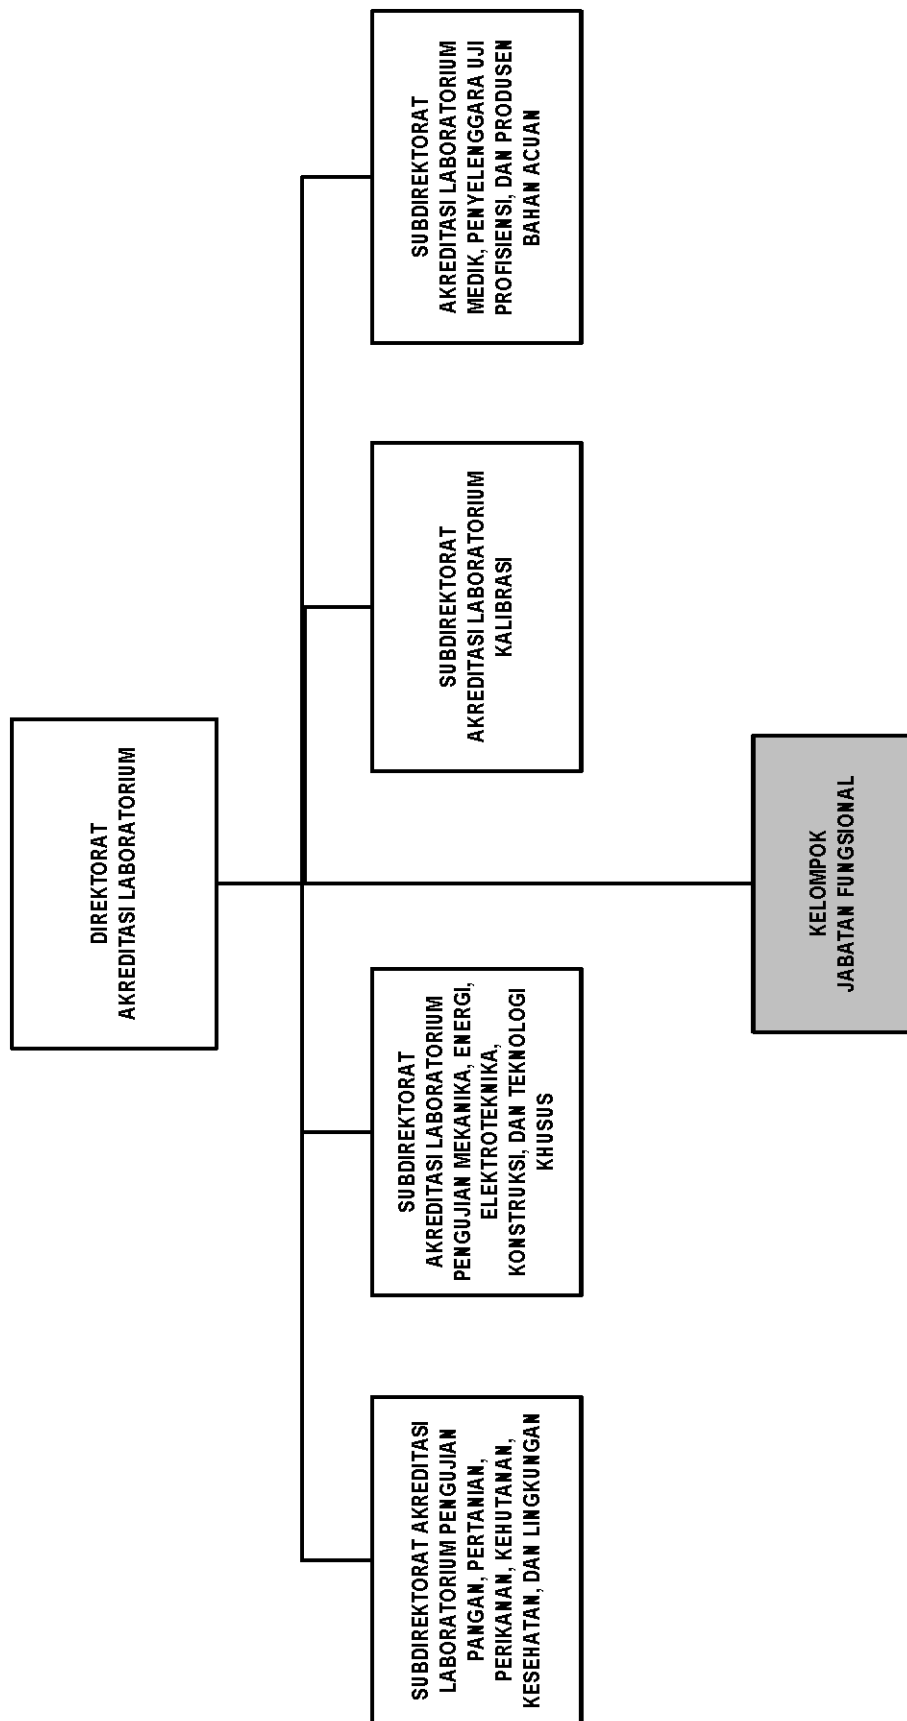 DIREKTORAT
AKREDITASI LABORATORIUM
SUBDIREKTORAT AKREDITASI
LABORATORIUM PENGUJIAN
PANGAN, PERTANIAN,
PERIKANAN, KEHUTANAN,
KESEHATAN, DAN LINGKUNGAN
SUBDIREKTORAT
AKREDITASI LABORATORIUM
PENGUJIAN MEKANIKA, ENERGI,
ELEKTROTEKNIKA,
KONSTRUKSI, DAN TEKNOLOGI
KHUSUS
SUBDIREKTORAT
AKREDITASI LABORATORIUM
KALIBRASI
SUBDIREKTORAT
AKREDITASI LABORATORIUM
MEDIK, PENYELENGGARA UJI
PROFISIENSI, DAN PRODUSEN
BAHAN ACUAN
KELOMPOK
JABATAN FUNGSIONAL